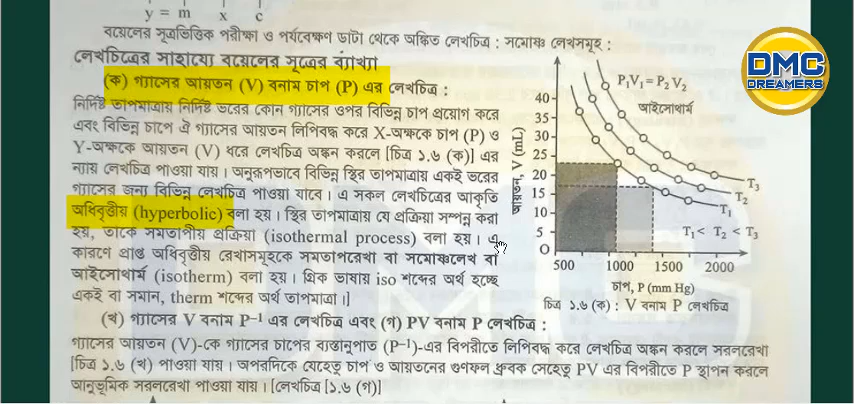 y = m x c
বয়েলের সূত্রভিত্তিক পরীক্ষা ও পর্যবেক্ষণ ডাটা থেকে অঙ্কিত লেখচিত্র : সমোষ্ণ লেখসমূহ :
লেখচিত্রের সাহায্যে বয়েলের সূত্রের ব্যাখ্যা
(ক) গ্যাসের আয়তন (V) বনাম চাপ (P) এর লেখচিত্র :
নির্দিষ্ট তাপমাত্রায় নির্দিষ্ট ভরের কোন গ্যাসের ওপর বিভিন্ন চাপ প্রয়োগ করে
এবং বিভিন্ন চাপে ঐ গ্যাসের আয়তন লিপিবদ্ধ করে X-অক্ষকে চাপ (P) ও
Y-অক্ষকে আয়তন (V) ধরে লেখচিত্র অঙ্কন করলে [চিত্র ১.৬ (ক)] এর
ন্যায় লেখচিত্র পাওয়া যায়। অনুরূপভাবে বিভিন্ন স্থির তাপমাত্রায় একই ভরের
গ্যাসের জন্য বিভিন্ন লেখচিত্র পাওয়া যাবে। এ সকল লেখচিত্রের আকৃতি
অধিবৃত্তীয় (hyperbolic) বলা হয়। স্থির তাপমাত্রায় যে প্রক্রিয়া সম্পন্ন করা
হয়, তাকে সমতাপীয় প্রক্রিয়া (isothermal process) বলা হয়। এ
কারণে প্রাপ্ত অধিবৃত্তীয় রেখাসমূহকে সমতাপরেখা বা সমোষ্ণলেখ বা
আইসোথার্ম (isotherm) বলা হয়। গ্রিক ভাষায় iso শব্দের অর্থ হচ্ছে
একই বা সমান, therm শব্দের অর্থ তাপমাত্রা।]
P₁V₁ = P₂V₂
আইসোথার্ম
আয়তন, V (mL)
40
35
30
25
20
15
10
5
0
T₃
T₂
T₁
T₁ < T₂ < T₃
500 1000 1500 2000
চাপ, P (mm Hg)
চিত্র ১.৬ (ক) : V বনাম P লেখচিত্র
(খ) গ্যাসের V বনাম P⁻¹ এর লেখচিত্র এবং (গ) PV বনাম P লেখচিত্র :
গ্যাসের আয়তন (V)-কে গ্যাসের চাপের ব্যস্তানুপাত (P⁻¹)-এর বিপরীতে লিপিবদ্ধ করে লেখচিত্র অঙ্কন করলে সরলরেখা
[চিত্র ১.৬ (খ) পাওয়া যায়। অপরদিকে যেহেতু চাপ ও আয়তনের গুণফল ধ্রুবক সেহেতু PV এর বিপরীতে P স্থাপন করলে
আনুভূমিক সরলরেখা পাওয়া যায়। [লেখচিত্র [১.৬ (গ)]
DMC
DREAMERS
DMC